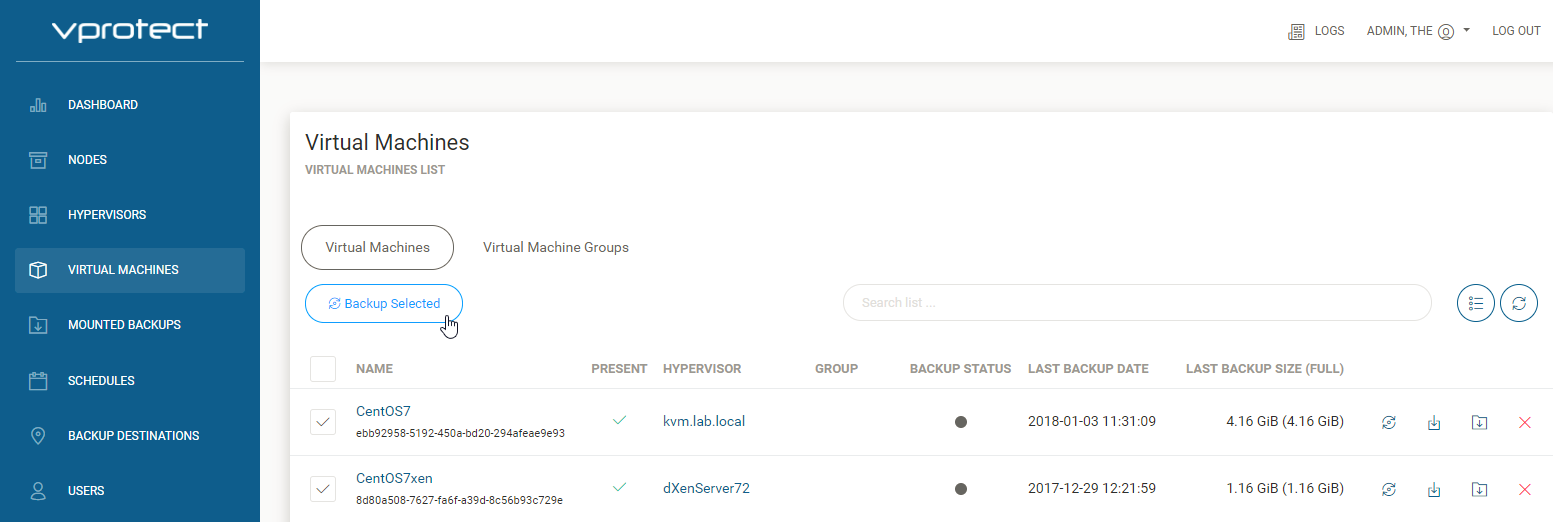 vprotect
LOGS
ADMIN, THE
LOG OUT
DASHBOARD
NODES
HYPERVISORS
VIRTUAL MACHINES
MOUNTED BACKUPS
SCHEDULES
BACKUP DESTINATIONS
USERS
Virtual Machines
VIRTUAL MACHINES LIST
Virtual Machines Virtual Machine Groups
Backup Selected Search list ...
NAME PRESENT HYPERVISOR GROUP BACKUP STATUS LAST BACKUP DATE LAST BACKUP SIZE (FULL)
CentOS7 kvm.lab.local 2018-01-03 11:31:09 4.16 GiB (4.16 GiB)
ebb92958-5192-450a-bd20-294afeae9e93
CentOS7xen dXenServer72 2017-12-29 12:21:59 1.16 GiB (1.16 GiB)
8d80a508-7627-fa6f-a39d-8c56b93c729e